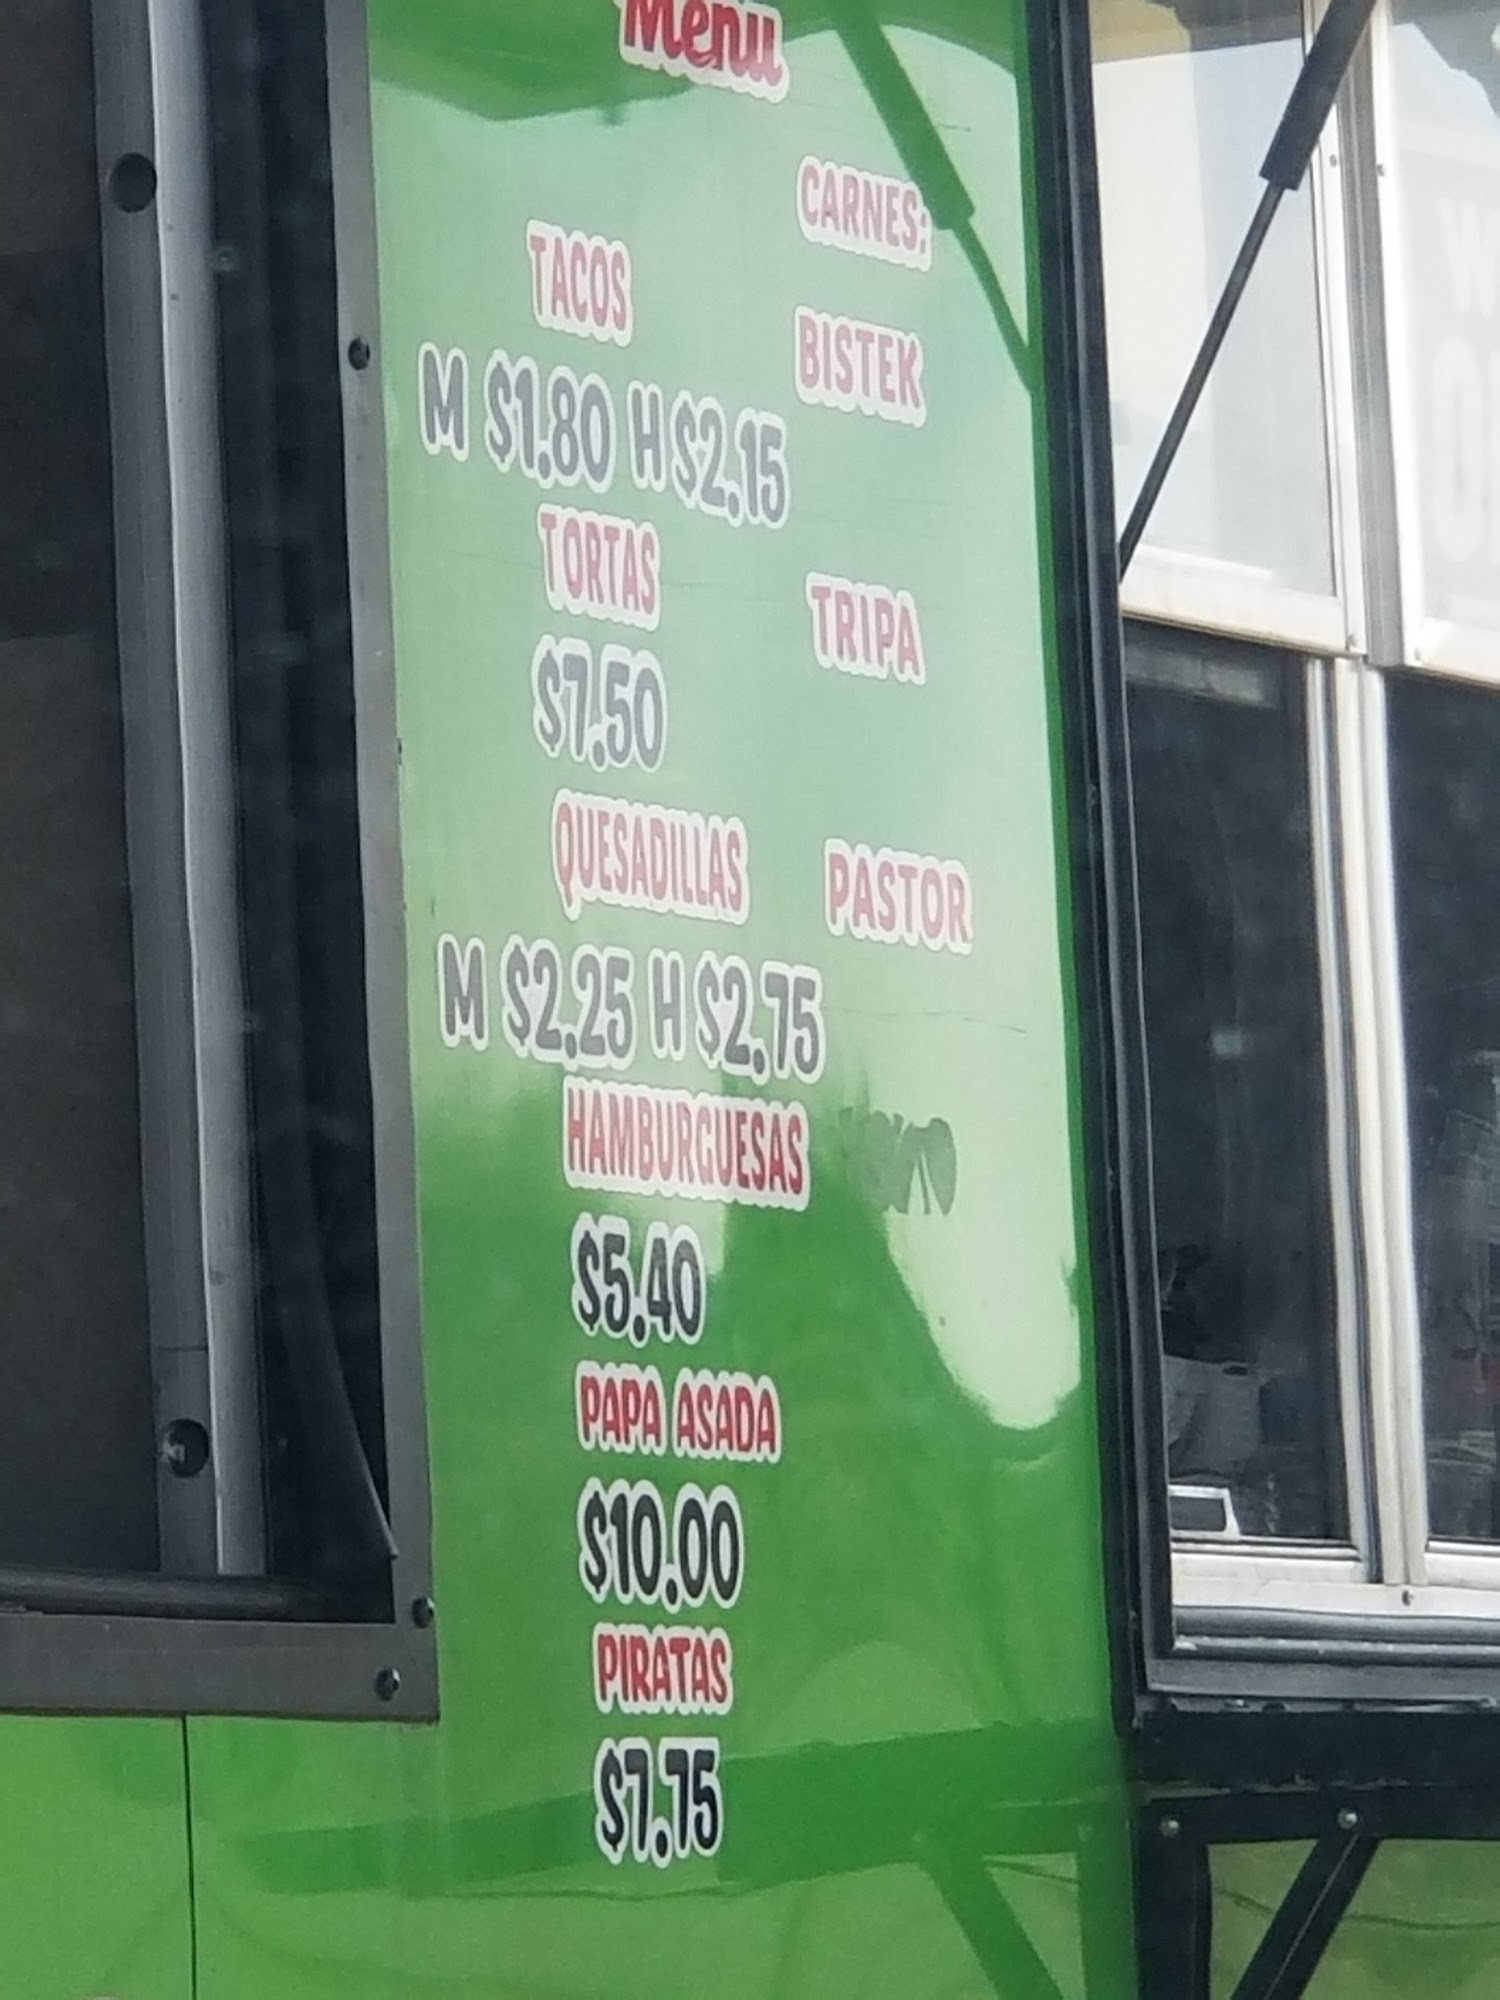 Menu
CARNES:
TACOS
BISTEK
M $1.80 H $2.15
TORTAS
TRIPA
$7.50
QUESADILLAS
PASTOR
M $2.25 H $2.75
HAMBURGUESAS
$5.40
PAPA ASADA
$10.00
PIRATAS
$7.75